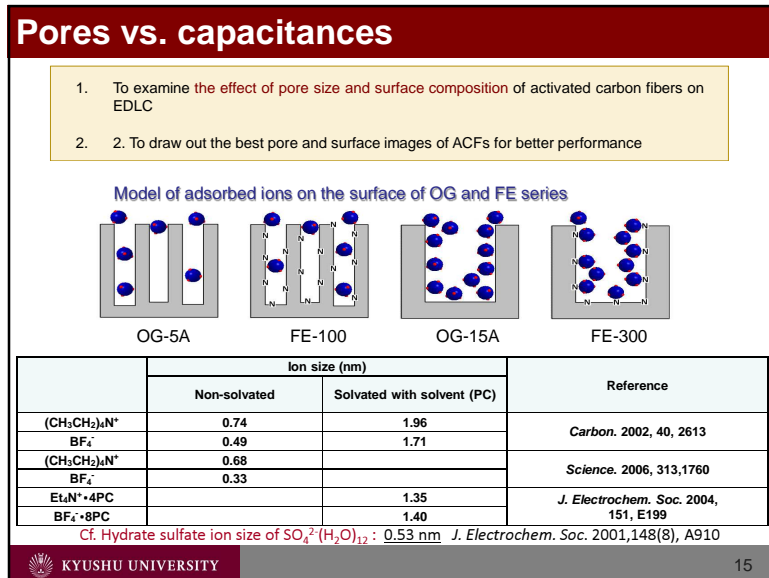 Pores vs. capacitances
1. To examine the effect of pore size and surface composition of activated carbon fibers on
EDLC
2. 2. To draw out the best pore and surface images of ACFs for better performance
Model of adsorbed ions on the surface of OG and FE series
N N N N N N N N N N N
N N N N N N N
OG-5A FE-100 OG-15A FE-300
Ion size (nm) Reference
Non-solvated Solvated with solvent (PC)
(CH₃CH₂)₄N⁺ 0.74 1.96 Carbon. 2002, 40, 2613
BF₄⁻ 0.49 1.71
(CH₃CH₂)₄N⁺ 0.68 Science. 2006, 313,1760
BF₄⁻ 0.33
Et₄N⁺•4PC 1.35 J. Electrochem. Soc. 2004,
BF₄⁻•8PC 1.40 151, E199
Cf. Hydrate sulfate ion size of SO₄²⁻(H₂O)₁₂ : 0.53 nm J. Electrochem. Soc. 2001,148(8), A910
KYUSHU UNIVERSITY 15